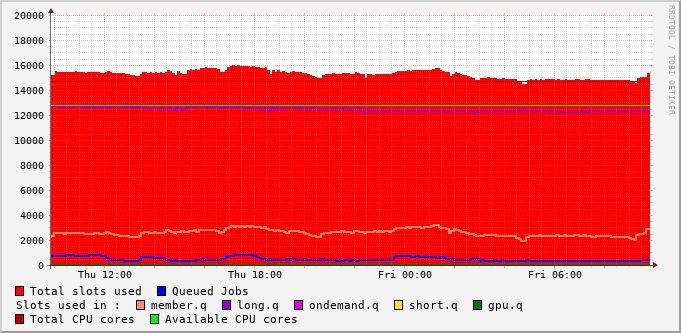 RRDTOOL / TOBI OETIKER
20000
18000
16000
14000
12000
10000
8000
6000
4000
2000
0
Thu 12:00 Thu 18:00 Fri 00:00 Fri 06:00
Total slots used Queued Jobs
Slots used in : member.q long.q ondemand.q short.q gpu.q
Total CPU cores Available CPU cores